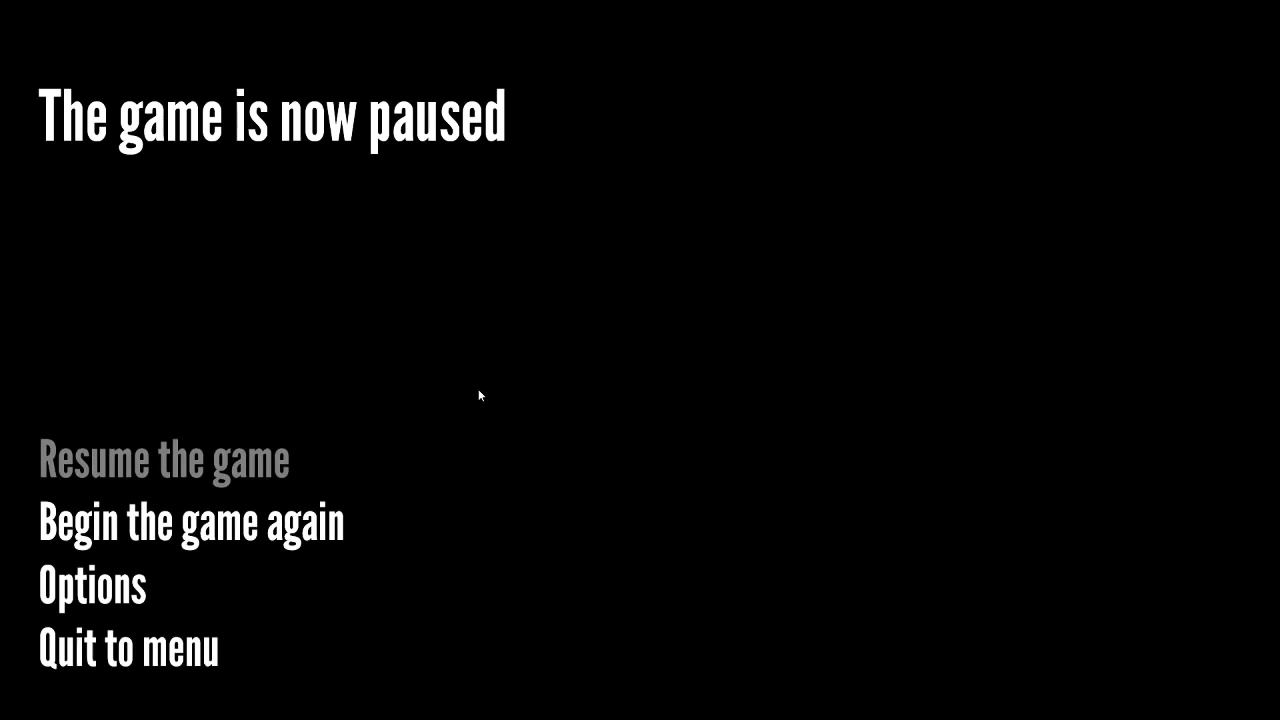 The game is now paused
Resume the game
Begin the game again
Options
Quit to menu